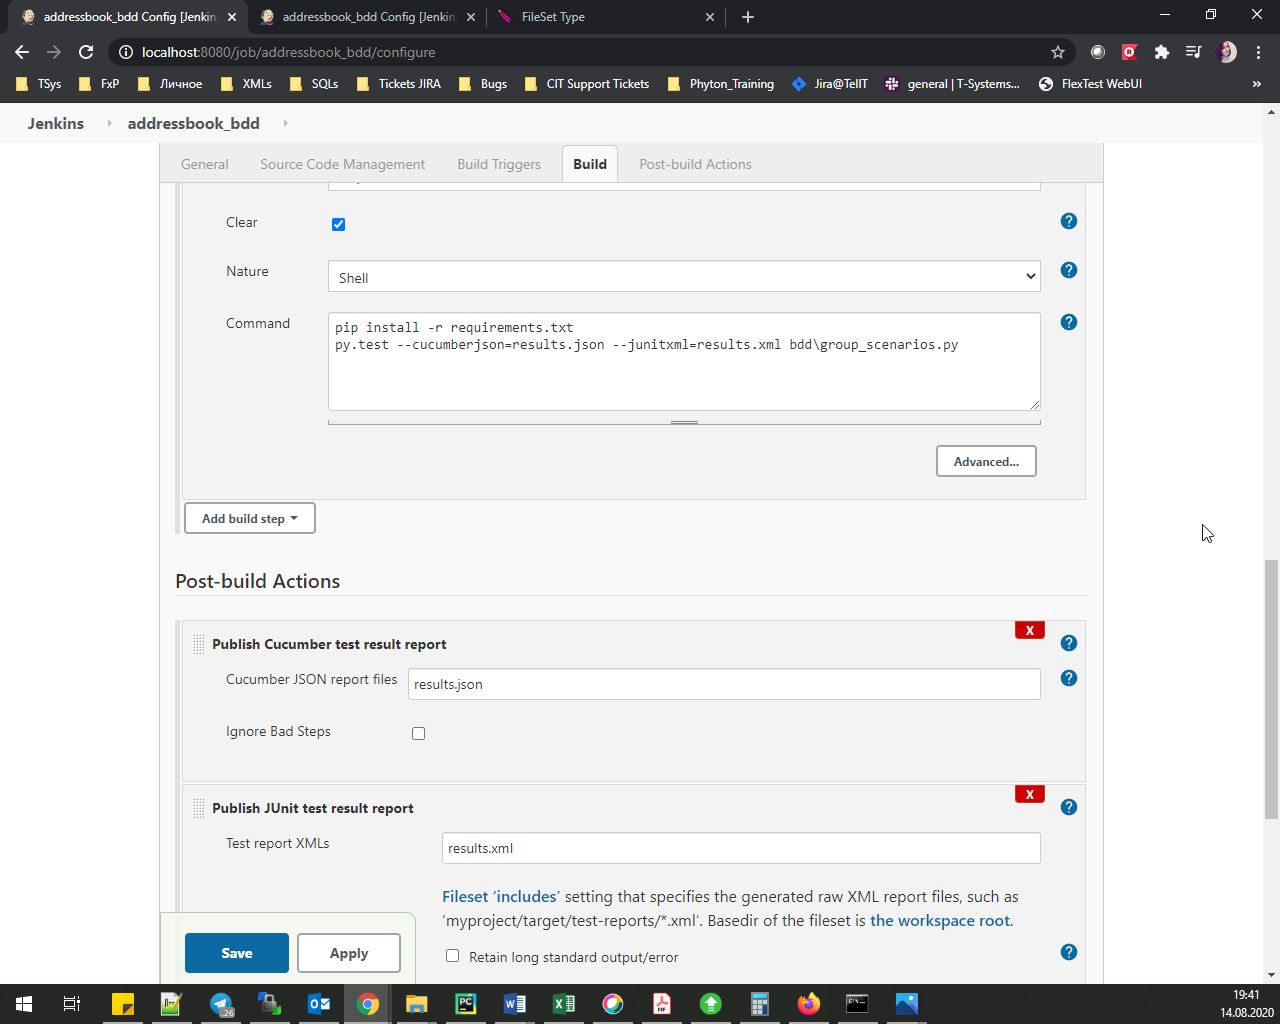 addressbook_bdd Config [Jenkin
addressbook_bdd Config [Jenkin
FileSet Type
localhost:8080/job/addressbook_bdd/configure
TSys
FxP
Личное
XMLs
SQLs
Tickets JIRA
Bugs
CIT Support Tickets
Phyton_Training
Jira@TelIT
general | T-Systems...
FlexTest WebUI
»
Jenkins
addressbook_bdd
General
Source Code Management
Build Triggers
Build
Post-build Actions
Clear
Nature
Shell
Command
pip install -r requirements.txt
py.test --cucumberjson=results.json --junitxml=results.xml bdd\group_scenarios.py
Advanced...
Add build step
Post-build Actions
X
Publish Cucumber test result report
Cucumber JSON report files
results.json
Ignore Bad Steps
X
Publish JUnit test result report
Test report XMLs
results.xml
Fileset ‘includes’ setting that specifies the generated raw XML report files, such as
‘myproject/target/test-reports/*.xml’. Basedir of the fileset is the workspace root.
Save
Apply
Retain long standard output/error
19:41
14.08.2020